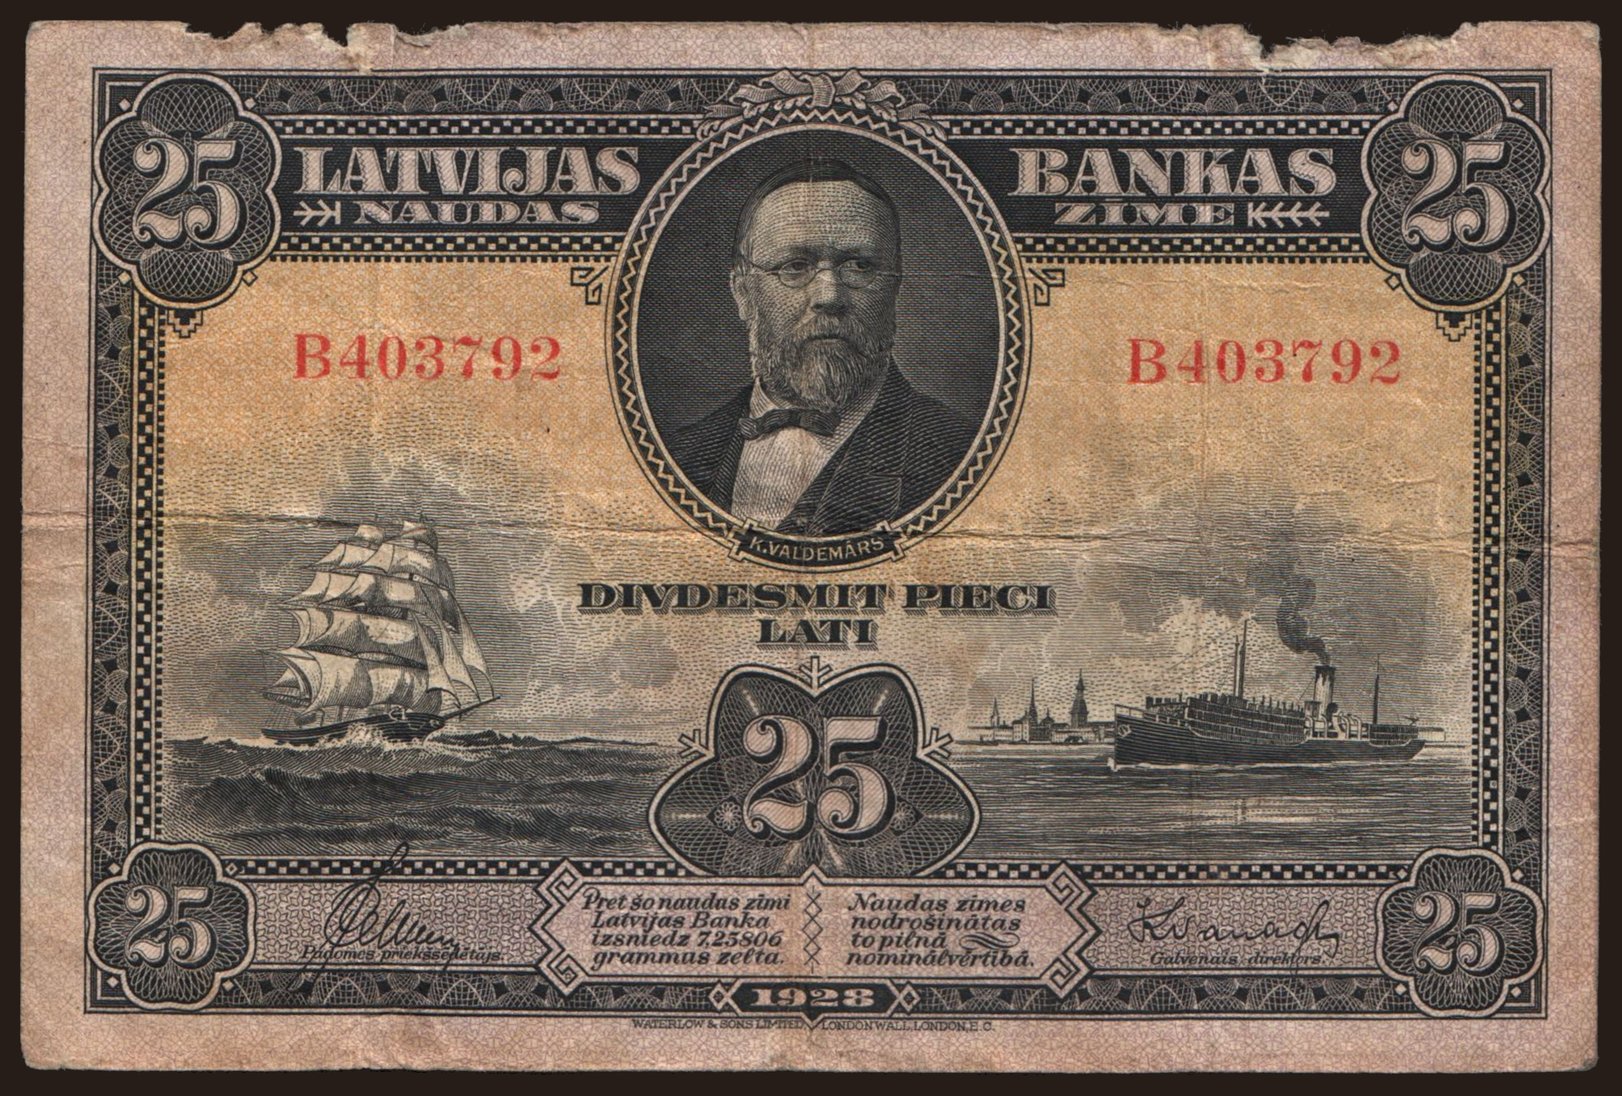 25 LATVIJAS BANKAS 25
NAUDAS ZĪME
B403792 B403792
K.VALDEMĀRS
DIVDESMIT PIECI
LATI
25
25 Pret šo naudas zīmi Naudas zīmes 25
Latvijas Banka nodrošinātas
izsniedz 7,25806 to pilnā
grammus zelta. nominālvērtībā.
Padomes priekšsēdētājs. Galvenais direktors.
1928
WATERLOW & SONS LIMITED, LONDON WALL, LONDON, E.C.